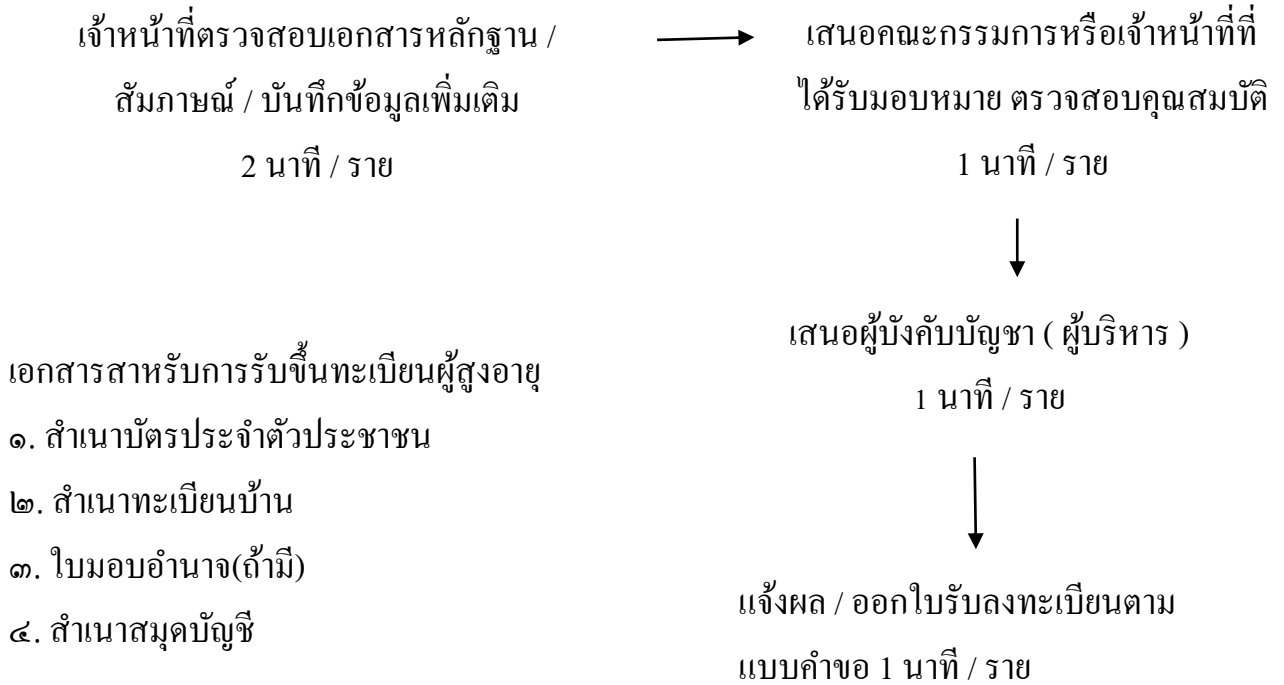 เจ้าหน้าที่ตรวจสอบเอกสารหลักฐาน /
สัมภาษณ์ / บันทึกข้อมูลเพิ่มเติม
2 นาที / ราย
เสนอคณะกรรมการหรือเจ้าหน้าที่ที่
ได้รับมอบหมาย ตรวจสอบคุณสมบัติ
1 นาที / ราย
เสนอผู้บังคับบัญชา ( ผู้บริหาร )
1 นาที / ราย
แจ้งผล / ออกใบรับลงทะเบียนตาม
แบบคำขอ 1 นาที / ราย
เอกสารสาหรับการรับขึ้นทะเบียนผู้สูงอายุ
๑. สำเนาบัตรประจำตัวประชาชน
๒. สำเนาทะเบียนบ้าน
๓. ใบมอบอำนาจ(ถ้ามี)
๔. สำเนาสมุดบัญชี